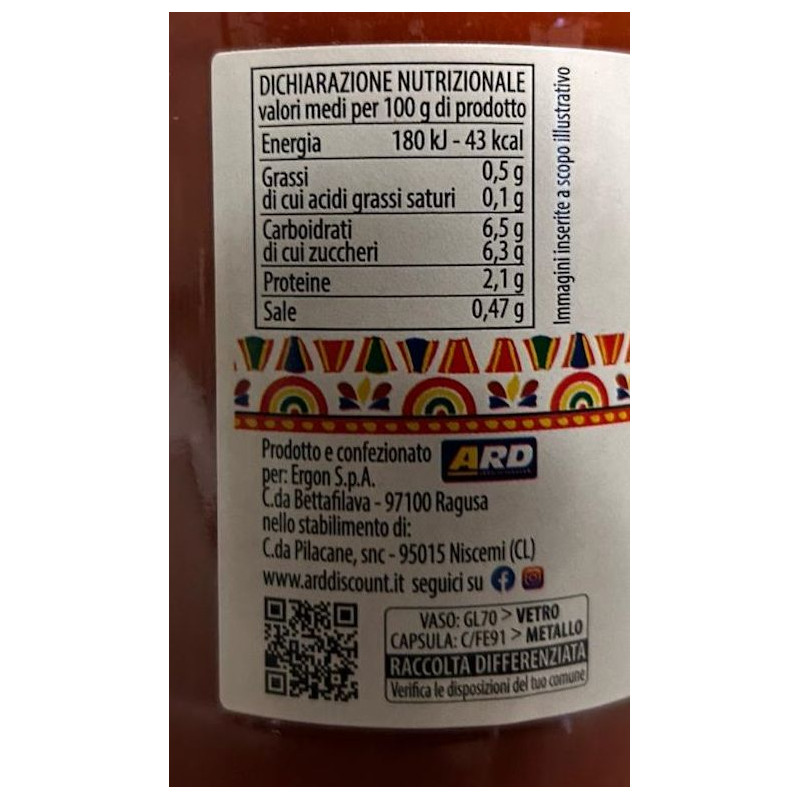 DICHIARAZIONE NUTRIZIONALE
valori medi per 100 g di prodotto
Energia 180 kJ - 43 kcal
Grassi 0,5 g
di cui acidi grassi saturi 0,1 g
Carboidrati 6,5 g
di cui zuccheri 6,3 g
Proteine 2,1 g
Sale 0,47 g
Immagini inserite a scopo illustrativo
Prodotto e confezionato
per: Ergon S.p.A.
ARD
C.da Bettafilava - 97100 Ragusa
nello stabilimento di:
C.da Pilacane, snc - 95015 Niscemi (CL)
www.arddiscount.it seguici su
VASO: GL70 > VETRO
CAPSULA: C/FE91 > METALLO
RACCOLTA DIFFERENZIATA
Verifica le disposizioni del tuo comune